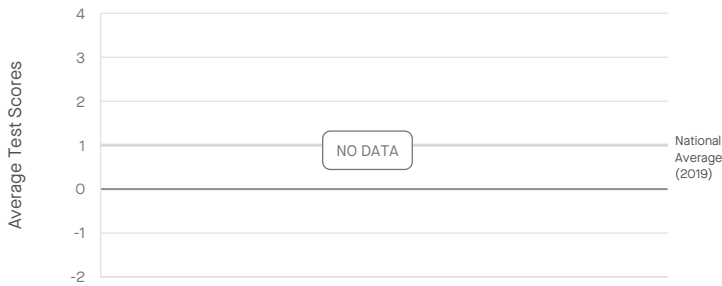 Average Test Scores
4
3
2
1
0
-1
-2
NO DATA
National
Average
(2019)